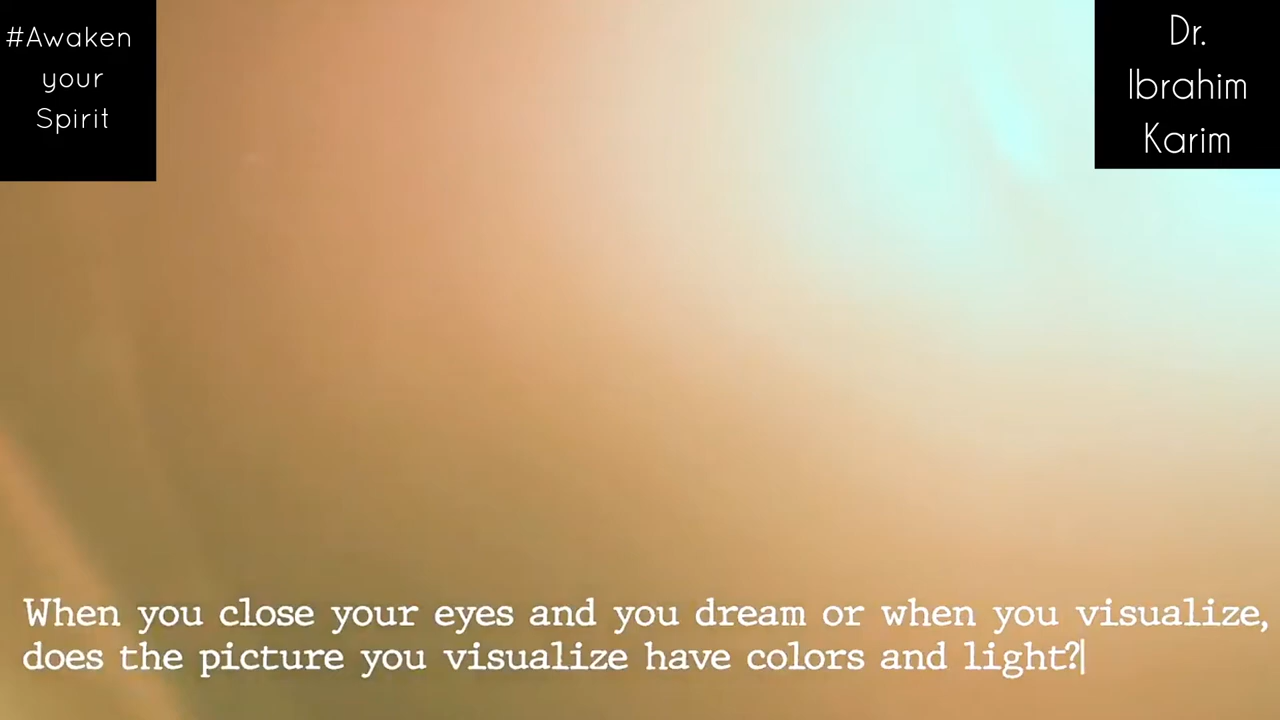 #Awaken
your
Spirit
Dr.
Ibrahim
Karim
When you close your eyes and you dream or when you visualize,
does the picture you visualize have colors and light?